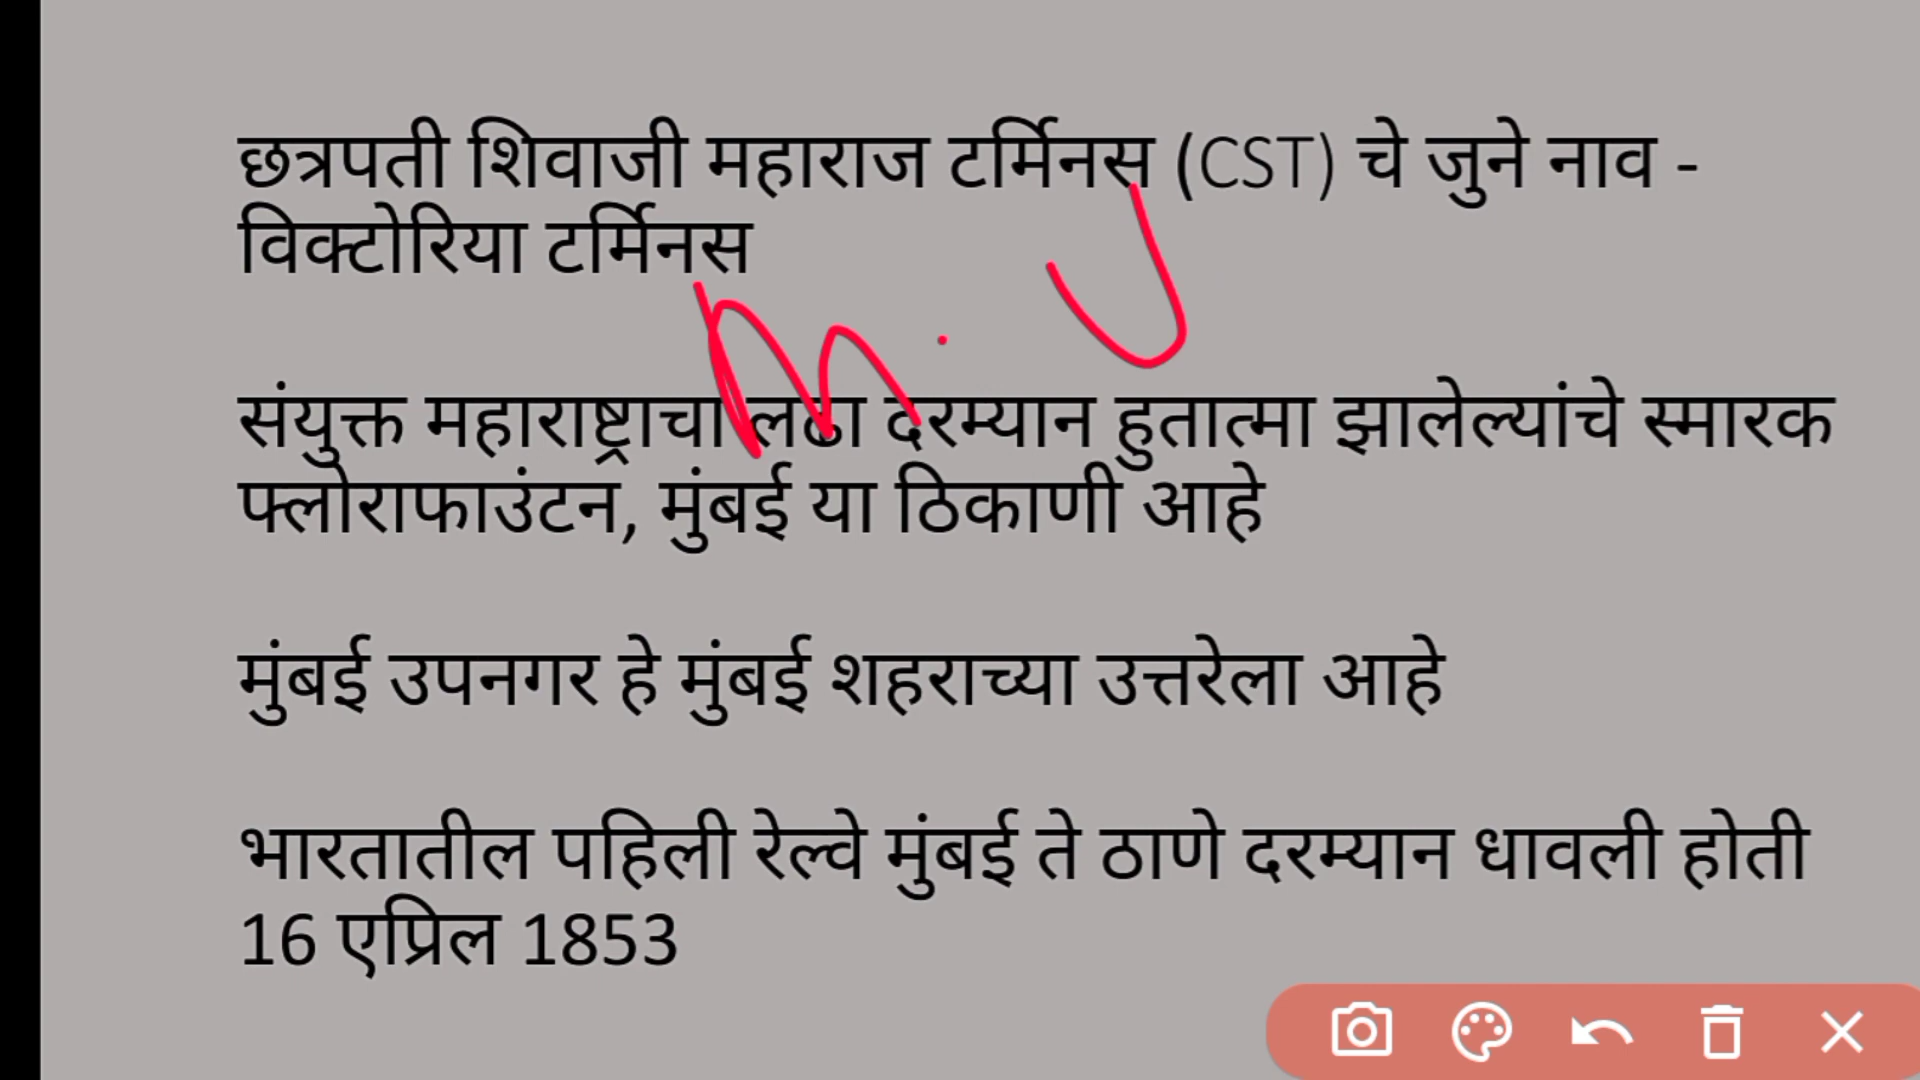 छत्रपती शिवाजी महाराज टर्मिनस (CST) चे जुने नाव -
विक्टोरिया टर्मिनस
M. J
संयुक्त महाराष्ट्राचा लढा दरम्यान हुतात्मा झालेल्यांचे स्मारक
फ्लोराफाउंटन, मुंबई या ठिकाणी आहे
मुंबई उपनगर हे मुंबई शहराच्या उत्तरेला आहे
भारतातील पहिली रेल्वे मुंबई ते ठाणे दरम्यान धावली होती
16 एप्रिल 1853